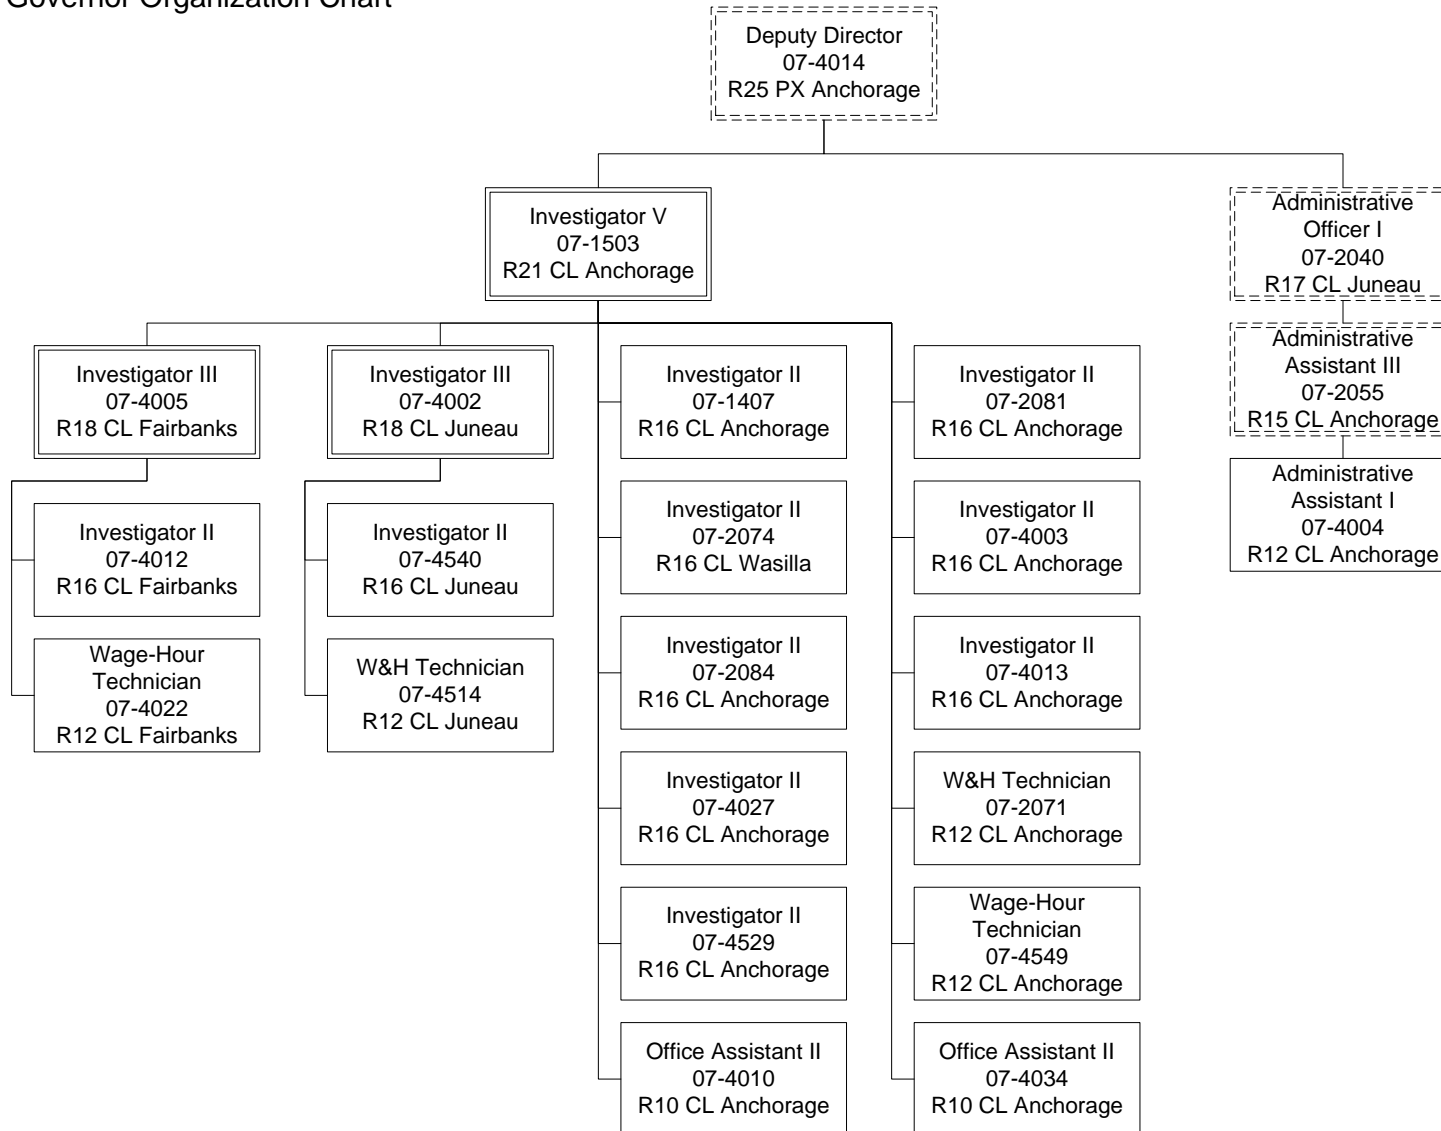 Governor Organization Chart
Deputy Director
07-4014
R25 PX Anchorage
Investigator V
07-1503
R21 CL Anchorage
Administrative
Officer I
07-2040
R17 CL Juneau
Investigator III
07-4005
R18 CL Fairbanks
Investigator III
07-4002
R18 CL Juneau
Investigator II
07-1407
R16 CL Anchorage
Investigator II
07-2081
R16 CL Anchorage
Administrative
Assistant III
07-2055
R15 CL Anchorage
Investigator II
07-4012
R16 CL Fairbanks
Investigator II
07-4540
R16 CL Juneau
Investigator II
07-2074
R16 CL Wasilla
Investigator II
07-4003
R16 CL Anchorage
Administrative
Assistant I
07-4004
R12 CL Anchorage
Wage-Hour
Technician
07-4022
R12 CL Fairbanks
W&H Technician
07-4514
R12 CL Juneau
Investigator II
07-2084
R16 CL Anchorage
Investigator II
07-4013
R16 CL Anchorage
Investigator II
07-4027
R16 CL Anchorage
W&H Technician
07-2071
R12 CL Anchorage
Investigator II
07-4529
R16 CL Anchorage
Wage-Hour
Technician
07-4549
R12 CL Anchorage
Office Assistant II
07-4010
R10 CL Anchorage
Office Assistant II
07-4034
R10 CL Anchorage